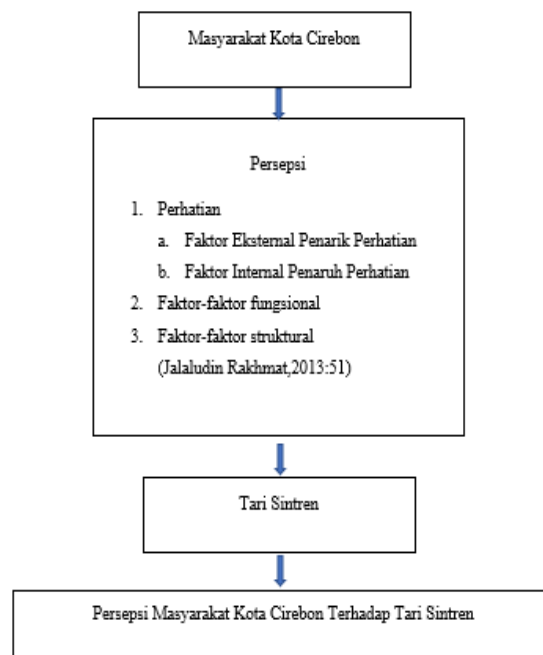 Masyarakat Kota Cirebon
Persepsi
1. Perhatian
a. Faktor Eksternal Penarik Perhatian
b. Faktor Internal Penaruh Perhatian
2. Faktor-faktor fungsional
3. Faktor-faktor struktural
(Jalaludin Rakhmat,2013:51)
Tari Sintren
Persepsi Masyarakat Kota Cirebon Terhadap Tari Sintren